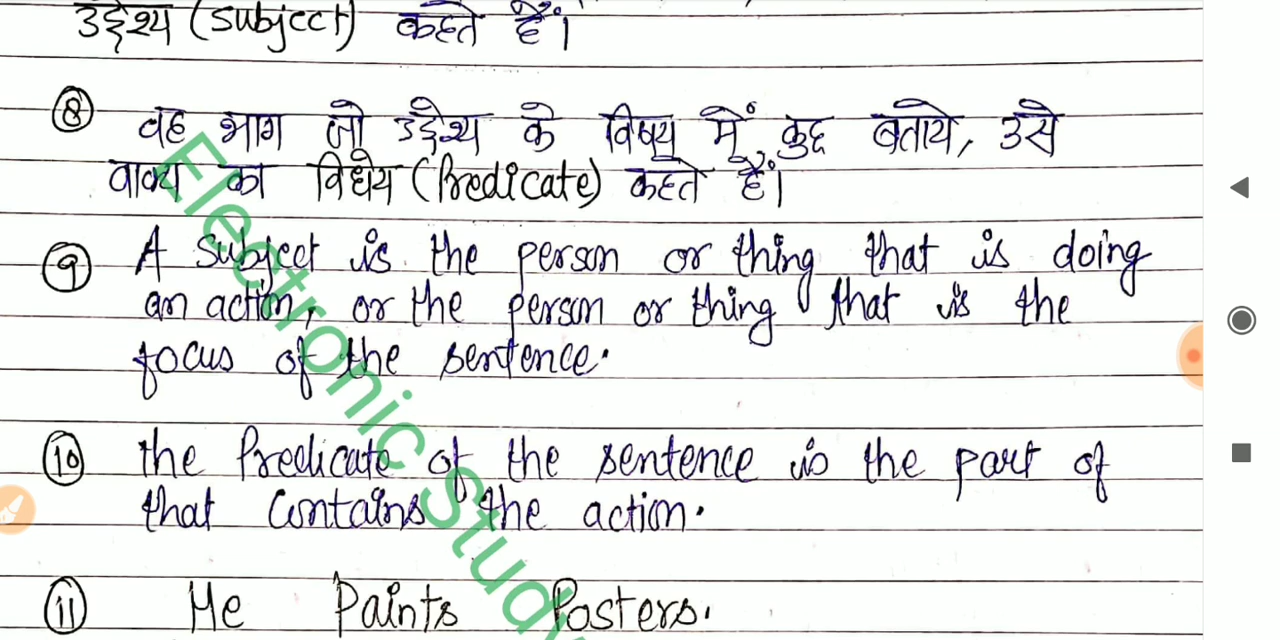 उद्देश्य (Subject) कहते हैं।
⑧ वह भाग जो उद्देश्य के विषय में कुछ बताये, उसे
वाक्य का विधेय (Predicate) कहते हैं।
⑨ A subject is the person or thing that is doing
an action, or the person or thing that is the
focus of the sentence.
⑩ the Predicate of the sentence is the part of
that contains the action.
⑪ He Paints Posters.
Electronic Study